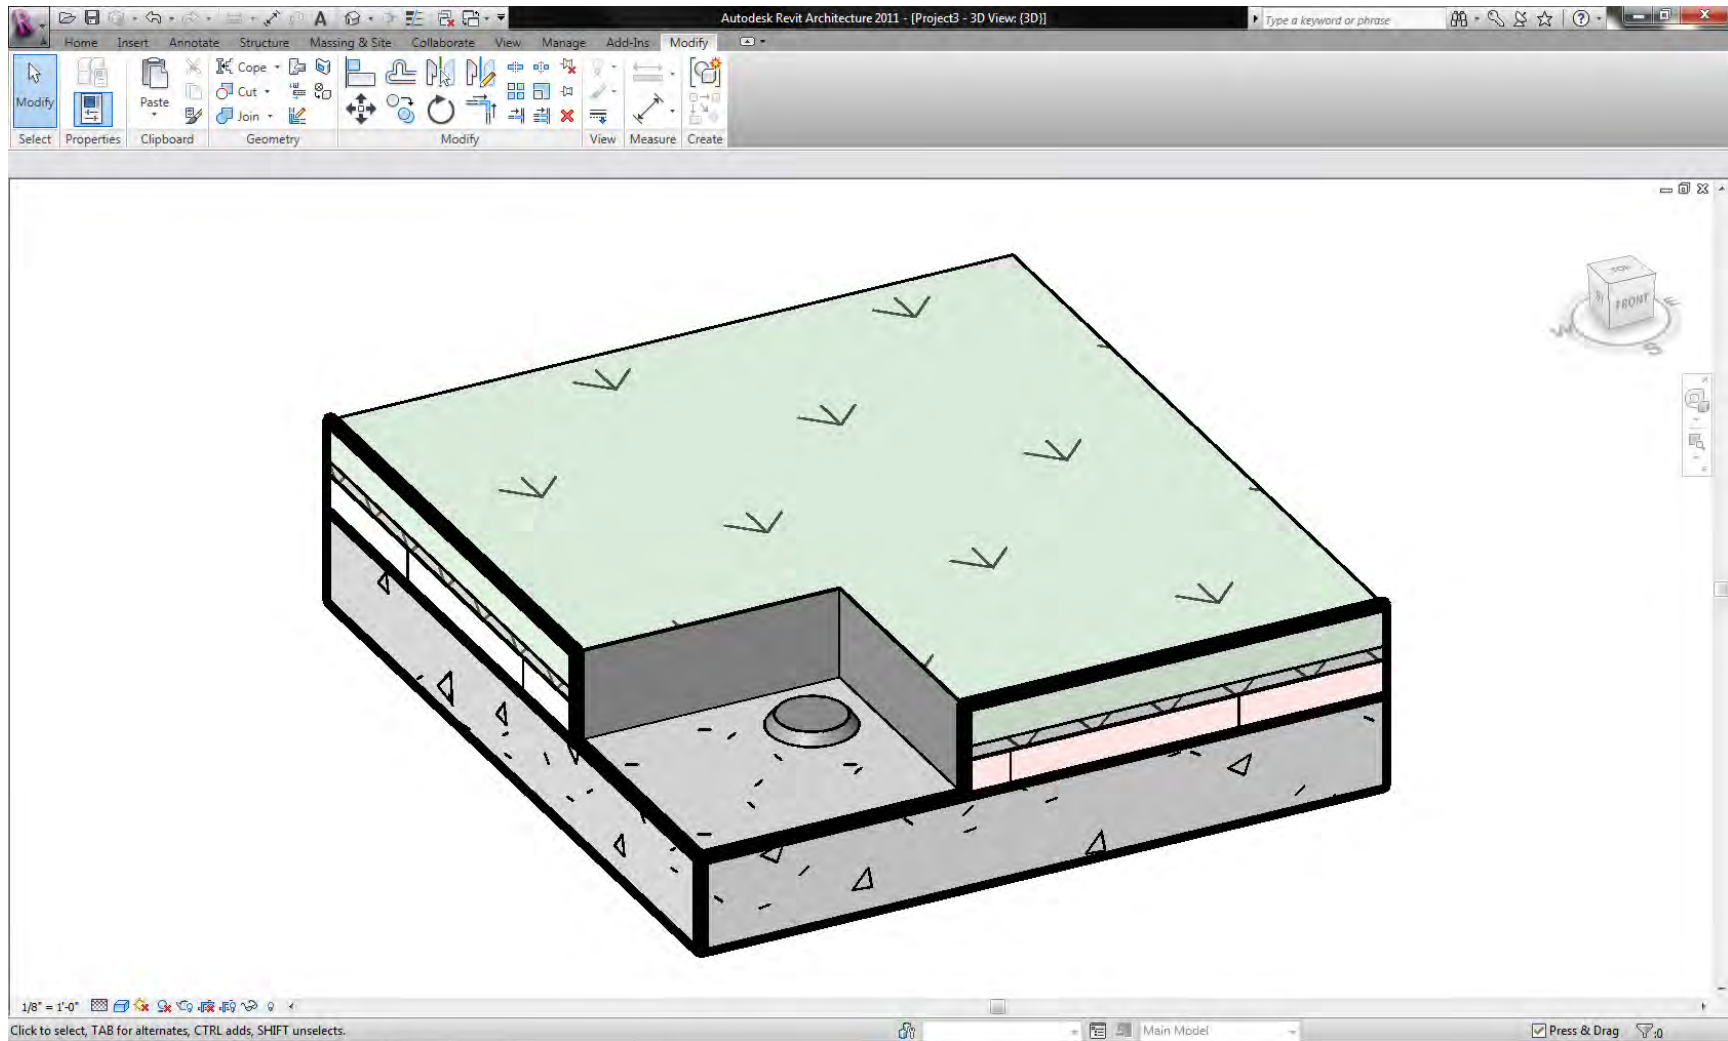 Autodesk Revit Architecture 2011 - [Project3 - 3D View: {3D}]
Type a keyword or phrase
Home Insert Annotate Structure Massing & Site Collaborate View Manage Add-Ins Modify
Cope
Modify Paste Cut
Join
Select Properties Clipboard Geometry Modify View Measure Create
TOP
FRONT
W
S
E
1/8" = 1'-0"
Click to select, TAB for alternates, CTRL adds, SHIFT unselects.
Main Model
Press & Drag
:0